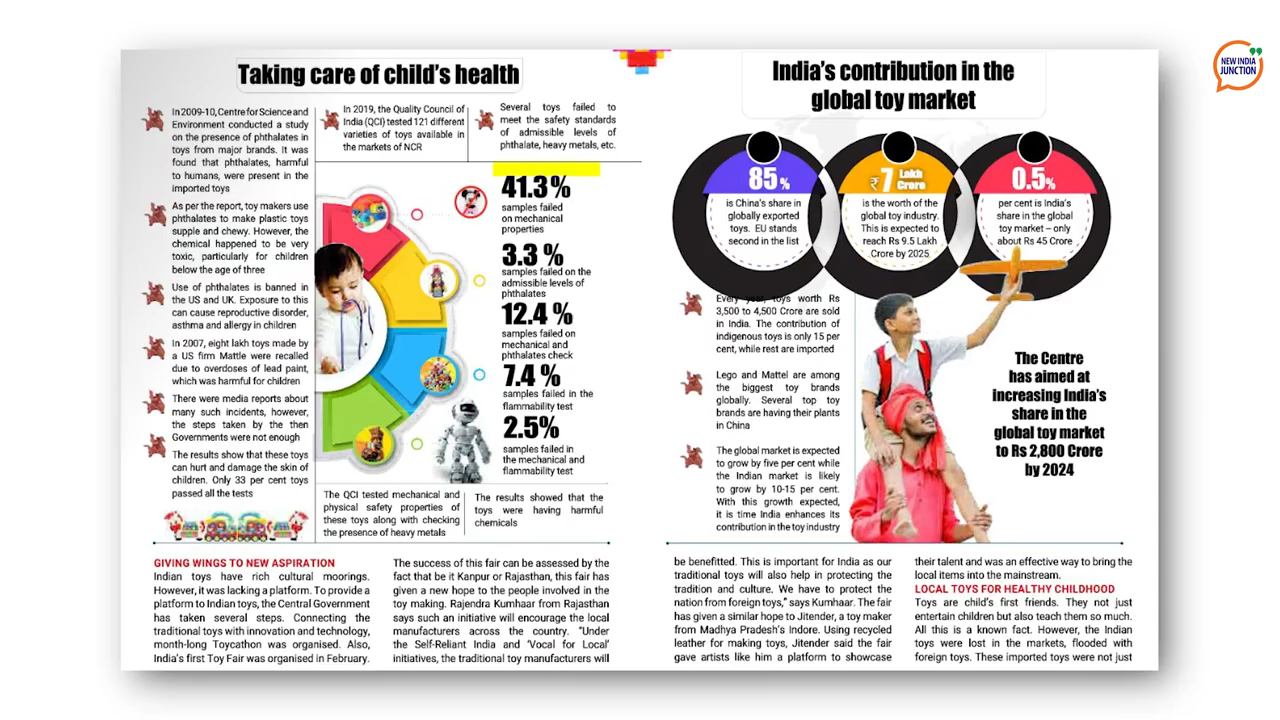 NEW INDIA
JUNCTION
Taking care of child's health
In 2009-10, Centre for Science and
Environment conducted a study
on the presence of phthalates in
toys from major brands. It was
found that phthalates, harmful
to humans, were present in the
imported toys
As per the report, toy makers use
phthalates to make plastic toys
supple and chewy. However, the
chemical happened to be very
toxic, particularly for children
below the age of three
Use of phthalates is banned in
the US and UK. Exposure to this
can cause reproductive disorder,
asthma and allergy in children
In 2007, eight lakh toys made by
a US firm Mattle were recalled
due to overdoses of lead paint,
which was harmful for children
There were media reports about
many such incidents, however,
the steps taken by the then
Governments were not enough
The results show that these toys
can hurt and damage the skin of
children. Only 33 per cent toys
passed all the tests
In 2019, the Quality Council of
India (QCI) tested 121 different
varieties of toys available in
the markets of NCR
Several toys failed to
meet the safety standards
of admissible levels of
phthalate, heavy metals, etc.
41.3 %
samples failed
on mechanical
properties
3.3 %
samples failed on the
admissible levels of
phthalates
12.4 %
samples failed on
mechanical and
phthalates check
7.4 %
samples failed in the
flammability test
2.5%
samples failed in
the mechanical and
flammability test
The QCI tested mechanical and
physical safety properties of
these toys along with checking
the presence of heavy metals
The results showed that the
toys were having harmful
chemicals
GIVING WINGS TO NEW ASPIRATION
Indian toys have rich cultural moorings.
However, it was lacking a platform. To provide a
platform to Indian toys, the Central Government
has taken several steps. Connecting the
traditional toys with innovation and technology,
month-long Toycathon was organised. Also,
India's first Toy Fair was organised in February.
The success of this fair can be assessed by the
fact that be it Kanpur or Rajasthan, this fair has
given a new hope to the people involved in the
toy making. Rajendra Kumhaar from Rajasthan
says such an initiative will encourage the local
manufacturers across the country. "Under
the Self-Reliant India and 'Vocal for Local'
initiatives, the traditional toy manufacturers will
India's contribution in the
global toy market
85%
is China's share in
globally exported
toys. EU stands
second in the list
₹7 Lakh
Crore
is the worth of the
global toy industry.
This is expected to
reach Rs 9.5 Lakh
Crore by 2025
0.5%
per cent is India's
share in the global
toy market – only
about Rs 45 Crore
Every year, toys worth Rs
3,500 to 4,500 Crore are sold
in India. The contribution of
indigenous toys is only 15 per
cent, while rest are imported
Lego and Mattel are among
the biggest toy brands
globally. Several top toy
brands are having their plants
in China
The global market is expected
to grow by five per cent while
the Indian market is likely
to grow by 10-15 per cent.
With this growth expected,
it is time India enhances its
contribution in the toy industry
The Centre
has aimed at
increasing India's
share in the
global toy market
to Rs 2,800 Crore
by 2024
be benefitted. This is important for India as our
traditional toys will also help in protecting the
tradition and culture. We have to protect the
nation from foreign toys," says Kumhaar. The fair
has given a similar hope to Jitender, a toy maker
from Madhya Pradesh's Indore. Using recycled
leather for making toys, Jitender said the fair
gave artists like him a platform to showcase
their talent and was an effective way to bring the
local items into the mainstream.
LOCAL TOYS FOR HEALTHY CHILDHOOD
Toys are child's first friends. They not just
entertain children but also teach them so much.
All this is a known fact. However, the Indian
toys were lost in the markets, flooded with
foreign toys. These imported toys were not just